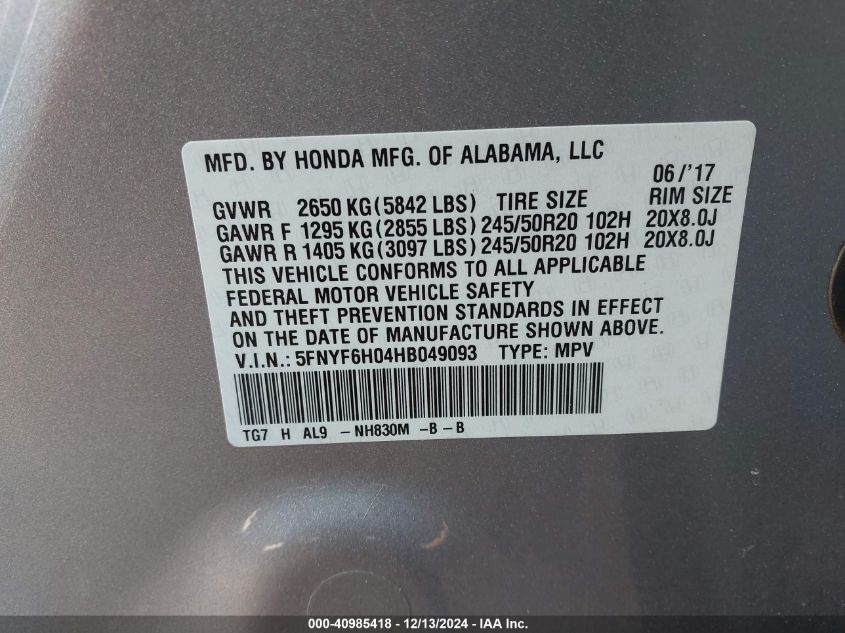 MFD. BY HONDA MFG. OF ALABAMA, LLC 06/'17
GVWR 2650 KG(5842 LBS) TIRE SIZE RIM SIZE
GAWR F 1295 KG(2855 LBS) 245/50R20 102H 20X8.0J
GAWR R 1405 KG(3097 LBS) 245/50R20 102H 20X8.0J
THIS VEHICLE CONFORMS TO ALL APPLICABLE
FEDERAL MOTOR VEHICLE SAFETY
AND THEFT PREVENTION STANDARDS IN EFFECT
ON THE DATE OF MANUFACTURE SHOWN ABOVE.
V.I.N.: 5FNYF6H04HB049093 TYPE: MPV
TG7 H AL9 -NH830M -B-B
000-40985418 - 12/13/2024 - IAA Inc.